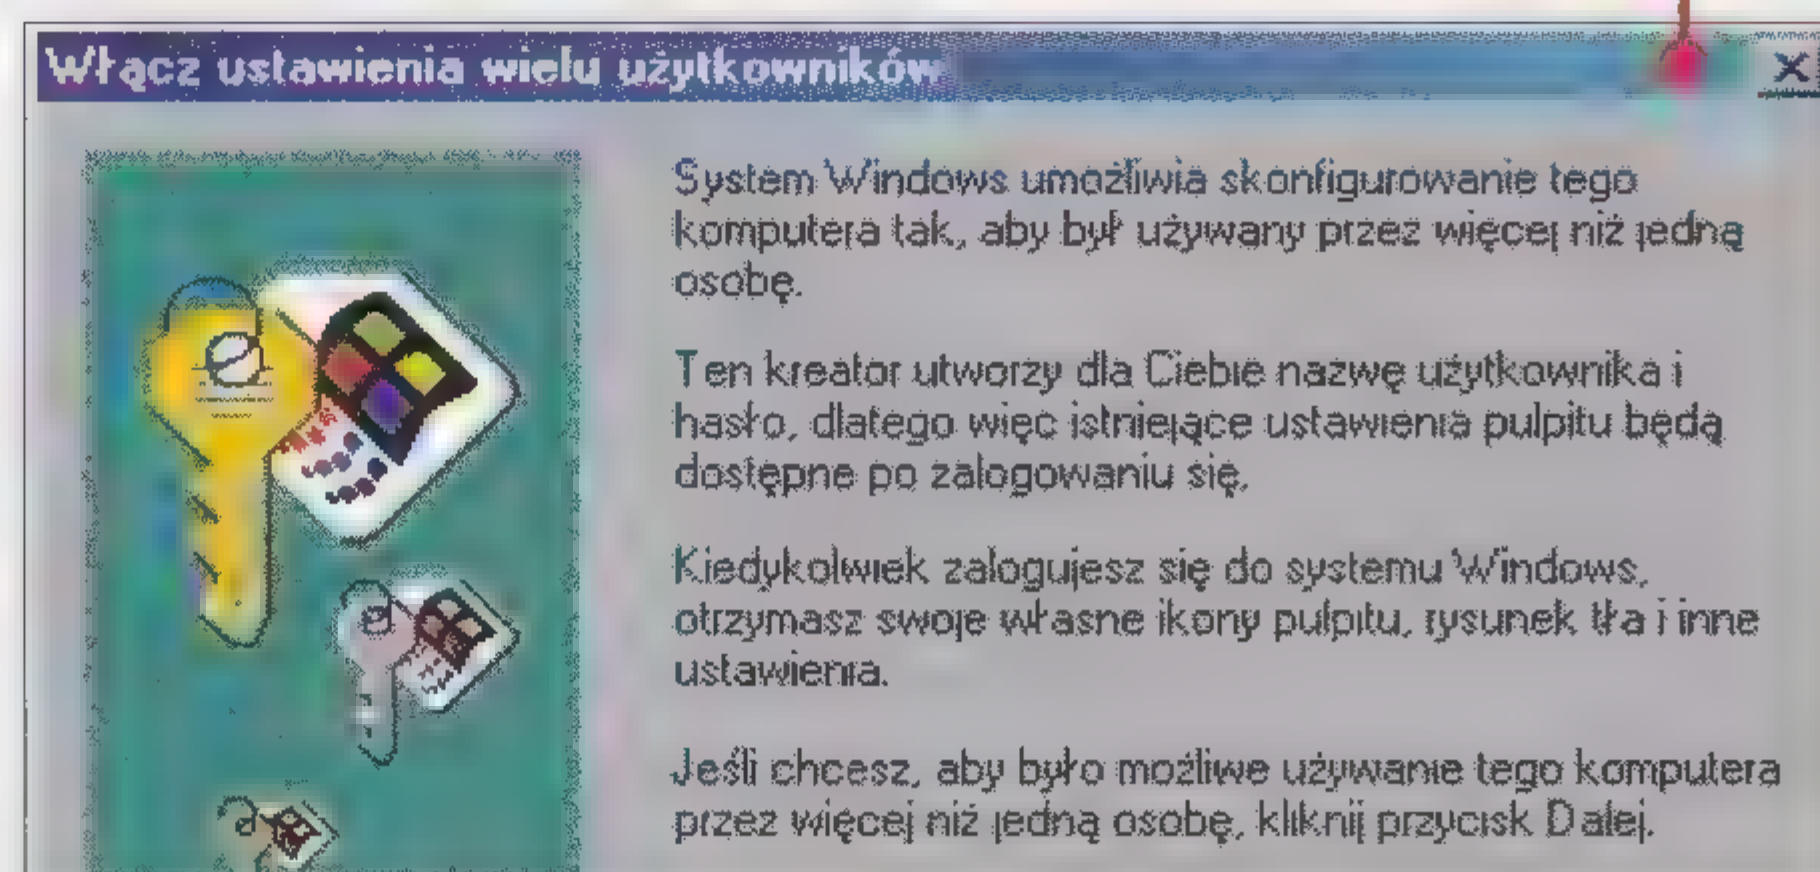 Włącz ustawienia wielu użytkowników
System Windows umożliwia skonfigurowanie tego
komputera tak, aby był używany przez więcej niż jedną
osobę.
Ten kreator utworzy dla Ciebie nazwę użytkownika i
hasło, dlatego więc istniejące ustawienia pulpitu będą
dostępne po zalogowaniu się.
Kiedykolwiek zalogujesz się do systemu Windows,
otrzymasz swoje własne ikony pulpitu, rysunek tła i inne
ustawienia.
Jeśli chcesz, aby było możliwe używanie tego komputera
przez więcej niż jedną osobę, kliknij przycisk Dalej.